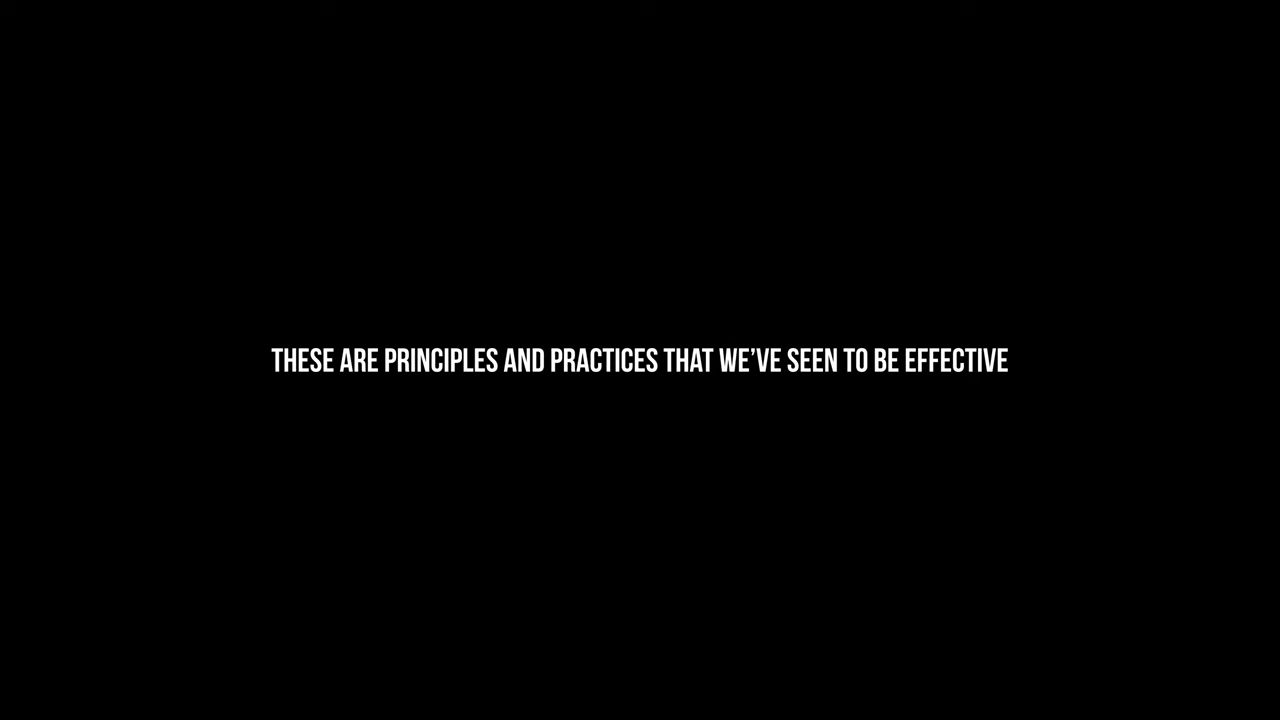 THESE ARE PRINCIPLES AND PRACTICES THAT WE’VE SEEN TO BE EFFECTIVE